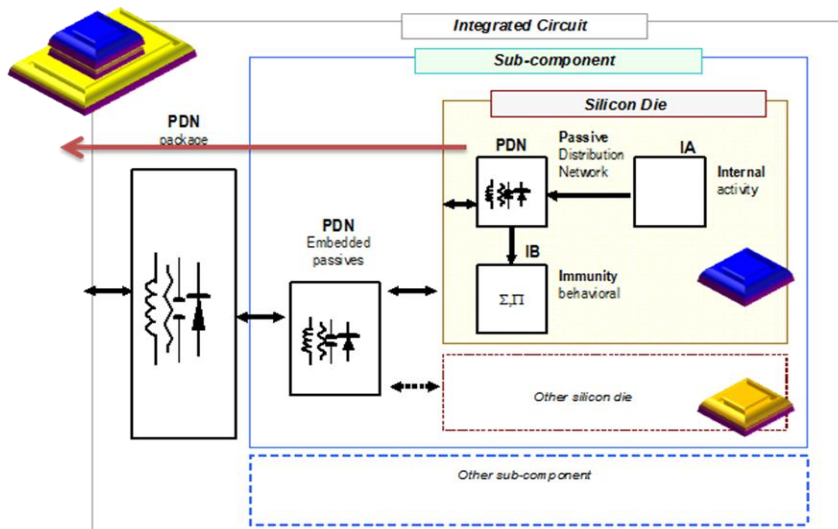 Integrated Circuit
Sub-component
Silicon Die
PDN
package
PDN
Passive
Distribution
Network
IA
Internal
activity
PDN
Embedded
passives
IB
Immunity
behavioral
Σ,Π
Other silicon die
Other sub-component